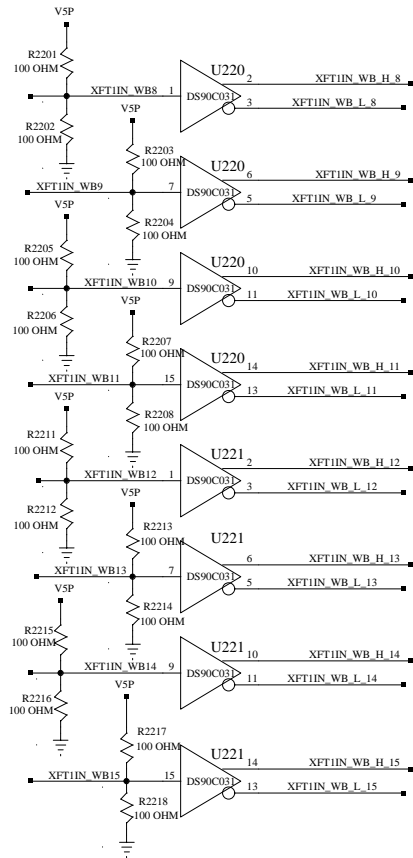 V5P
R2201
100 OHM
XFT1IN_WB8
1
U220
DS90C031
2
XFT1IN_WB_H_8
3
XFT1IN_WB_L_8
R2202
100 OHM
V5P
R2203
100 OHM
XFT1IN_WB9
7
U220
DS90C031
6
XFT1IN_WB_H_9
5
XFT1IN_WB_L_9
R2204
100 OHM
V5P
R2205
100 OHM
XFT1IN_WB10
9
U220
DS90C031
10
XFT1IN_WB_H_10
11
XFT1IN_WB_L_10
R2206
100 OHM
V5P
R2207
100 OHM
XFT1IN_WB11
15
U220
DS90C031
14
XFT1IN_WB_H_11
13
XFT1IN_WB_L_11
R2208
100 OHM
V5P
R2211
100 OHM
XFT1IN_WB12
1
U221
DS90C031
2
XFT1IN_WB_H_12
3
XFT1IN_WB_L_12
R2212
100 OHM
V5P
R2213
100 OHM
XFT1IN_WB13
7
U221
DS90C031
6
XFT1IN_WB_H_13
5
XFT1IN_WB_L_13
R2214
100 OHM
V5P
R2215
100 OHM
XFT1IN_WB14
9
U221
DS90C031
10
XFT1IN_WB_H_14
11
XFT1IN_WB_L_14
R2216
100 OHM
V5P
R2217
100 OHM
XFT1IN_WB15
15
U221
DS90C031
14
XFT1IN_WB_H_15
13
XFT1IN_WB_L_15
R2218
100 OHM